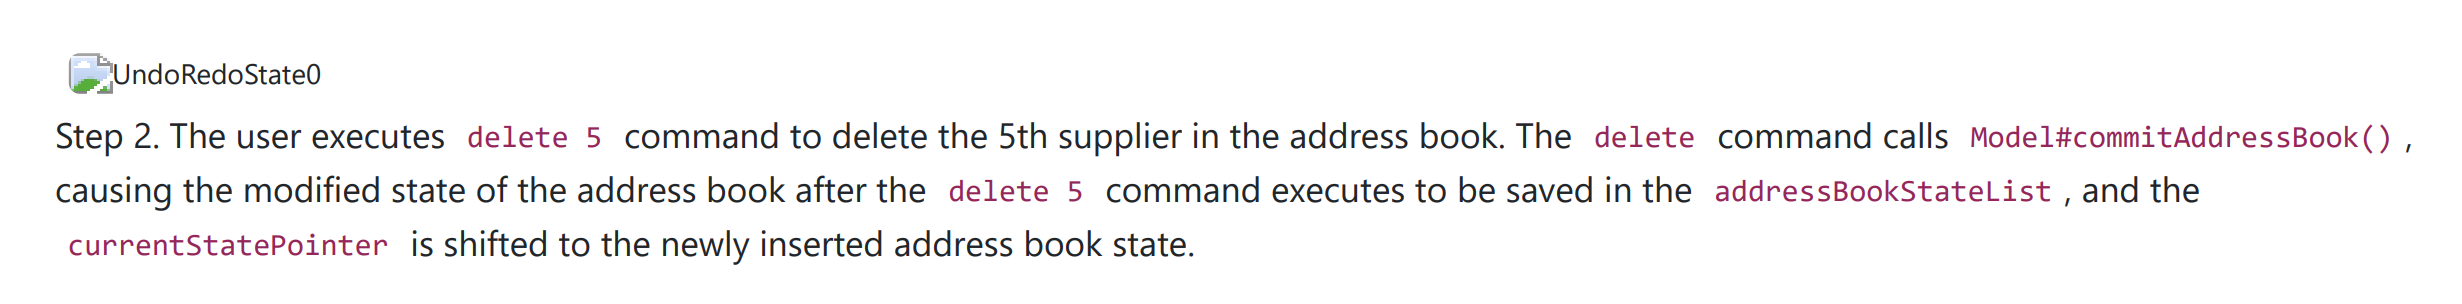 UndoRedoState0
Step 2. The user executes delete 5 command to delete the 5th supplier in the address book. The delete command calls Model#commitAddressBook() ,
causing the modified state of the address book after the delete 5 command executes to be saved in the addressBookStateList , and the
currentStatePointer is shifted to the newly inserted address book state.